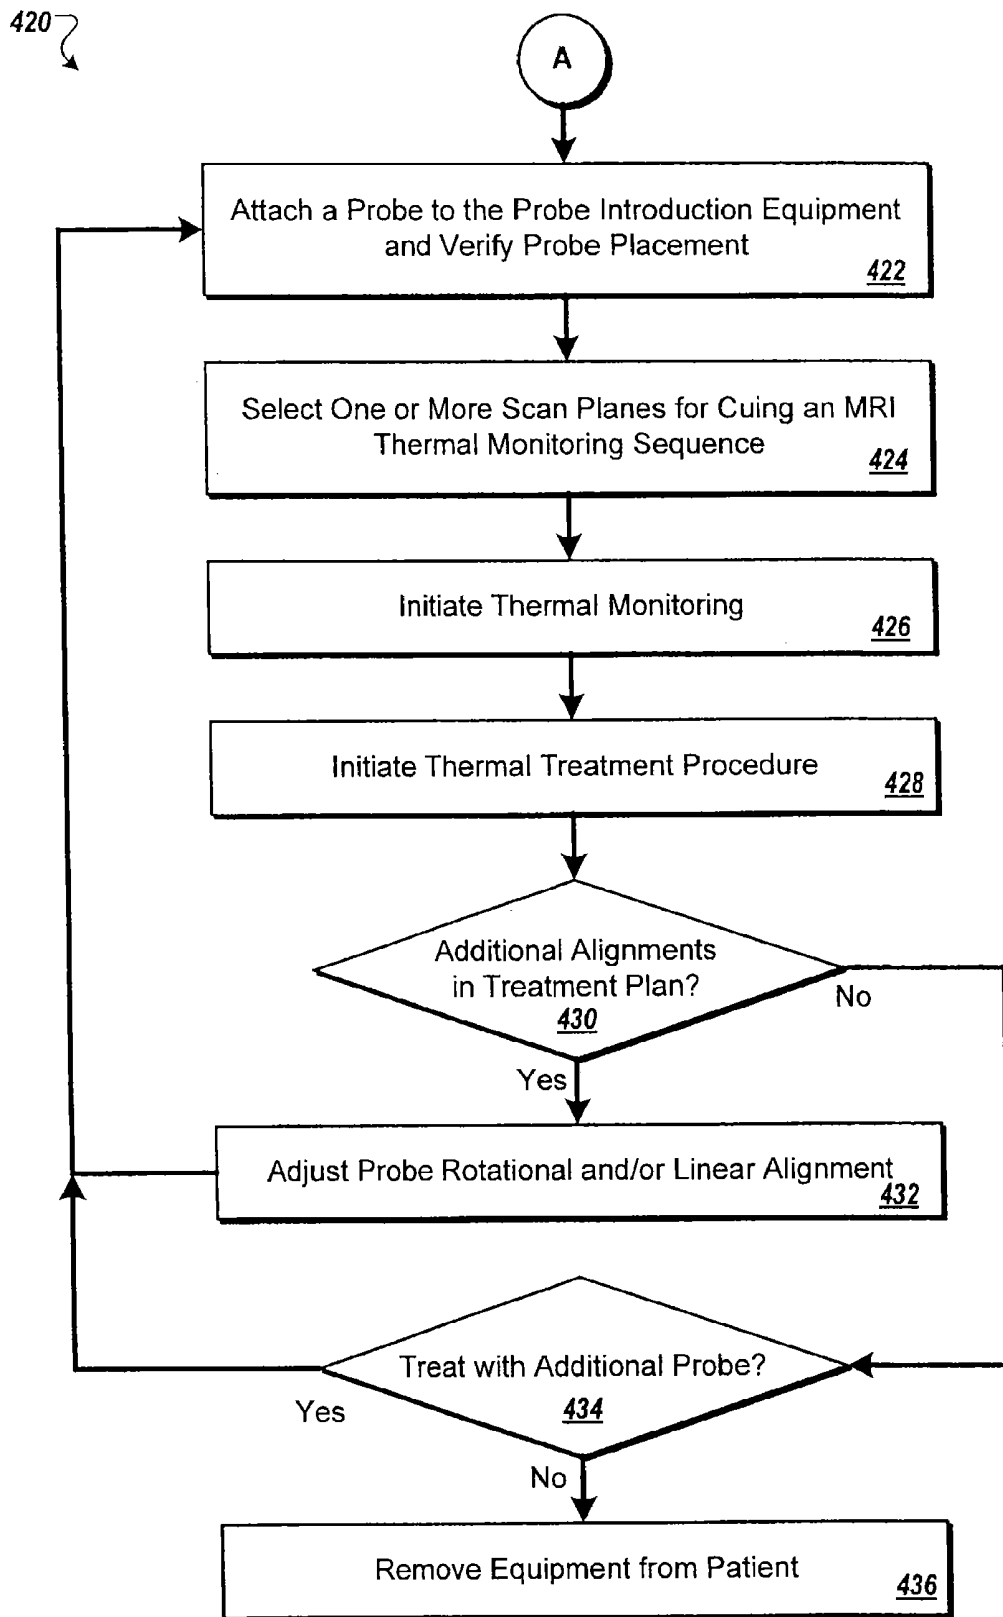 420
A
Attach a Probe to the Probe Introduction Equipment
and Verify Probe Placement
422
Select One or More Scan Planes for Cuing an MRI
Thermal Monitoring Sequence
424
Initiate Thermal Monitoring
426
Initiate Thermal Treatment Procedure
428
Additional Alignments
in Treatment Plan?
430
No
Yes
Adjust Probe Rotational and/or Linear Alignment
432
Treat with Additional Probe?
434
Yes
No
Remove Equipment from Patient
436